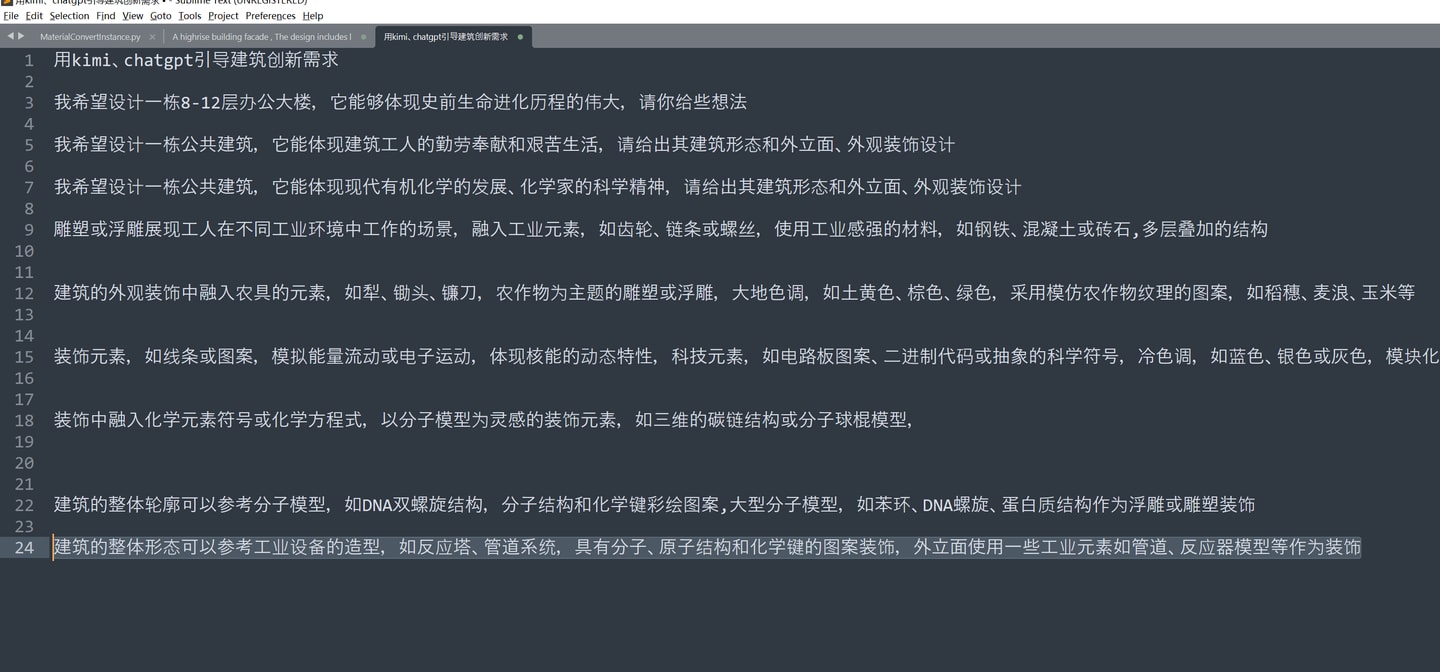 用kimi、chatgpt引导建筑创新需求 • - Sublime Text (UNREGISTERED)
File Edit Selection Find View Goto Tools Project Preferences Help
MaterialConvertInstance.py × A highrise building facade , The design includes l 用kimi、chatgpt引导建筑创新需求
1 用kimi、chatgpt引导建筑创新需求
2
3 我希望设计一栋8-12层办公大楼，它能够体现史前生命进化历程的伟大，请你给些想法
4
5 我希望设计一栋公共建筑，它能体现建筑工人的勤劳奉献和艰苦生活，请给出其建筑形态和外立面、外观装饰设计
6
7 我希望设计一栋公共建筑，它能体现现代有机化学的发展、化学家的科学精神，请给出其建筑形态和外立面、外观装饰设计
8
9 雕塑或浮雕展现工人在不同工业环境中工作的场景，融入工业元素，如齿轮、链条或螺丝，使用工业感强的材料，如钢铁、混凝土或砖石,多层叠加的结构
10
11
12 建筑的外观装饰中融入农具的元素，如犁、锄头、镰刀，农作物为主题的雕塑或浮雕，大地色调，如土黄色、棕色、绿色，采用模仿农作物纹理的图案，如稻穗、麦浪、玉米等
13
14
15 装饰元素，如线条或图案，模拟能量流动或电子运动，体现核能的动态特性，科技元素，如电路板图案、二进制代码或抽象的科学符号，冷色调，如蓝色、银色或灰色，模块化
16
17
18 装饰中融入化学元素符号或化学方程式，以分子模型为灵感的装饰元素，如三维的碳链结构或分子球棍模型，
19
20
21
22 建筑的整体轮廓可以参考分子模型，如DNA双螺旋结构，分子结构和化学键彩绘图案,大型分子模型，如苯环、DNA螺旋、蛋白质结构作为浮雕或雕塑装饰
23
24 建筑的整体形态可以参考工业设备的造型，如反应塔、管道系统，具有分子、原子结构和化学键的图案装饰，外立面使用一些工业元素如管道、反应器模型等作为装饰